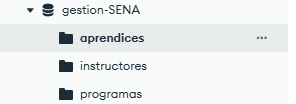 gestion-SENA
aprendices
instructores
programas